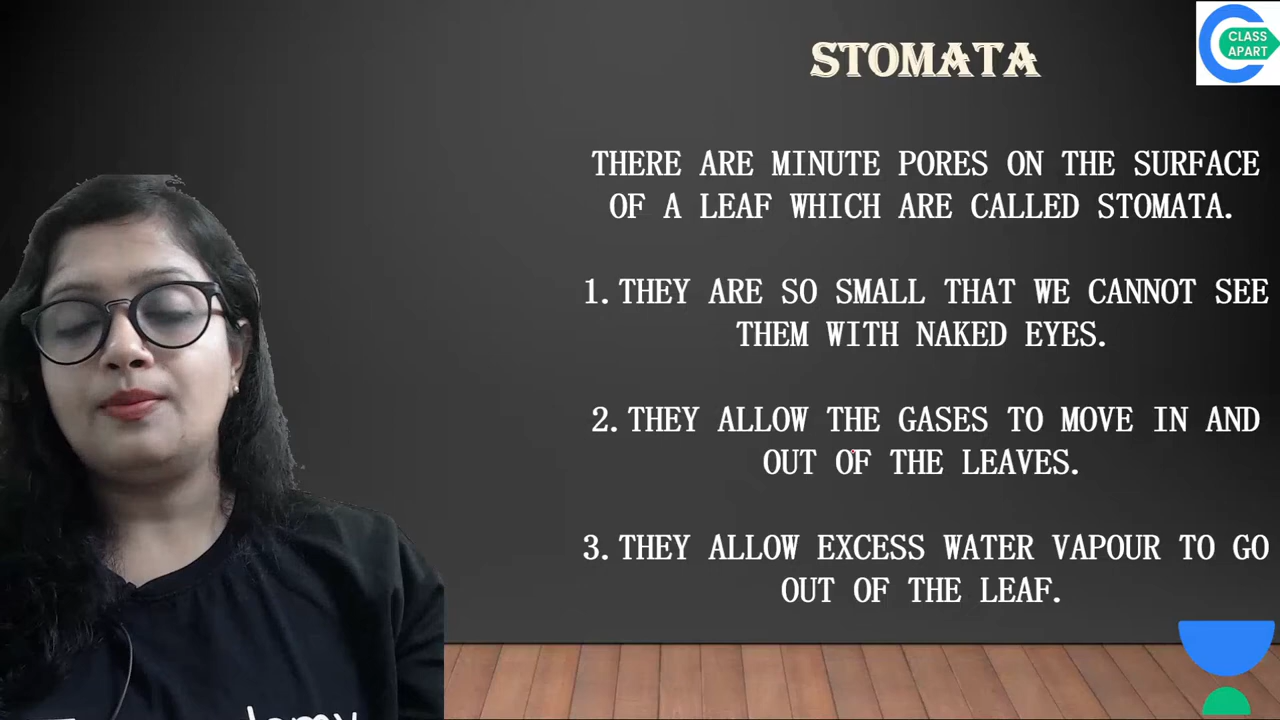 STOMATA
CLASS
APART
THERE ARE MINUTE PORES ON THE SURFACE
OF A LEAF WHICH ARE CALLED STOMATA.
1. THEY ARE SO SMALL THAT WE CANNOT SEE
THEM WITH NAKED EYES.
2. THEY ALLOW THE GASES TO MOVE IN AND
OUT OF THE LEAVES.
3. THEY ALLOW EXCESS WATER VAPOUR TO GO
OUT OF THE LEAF.